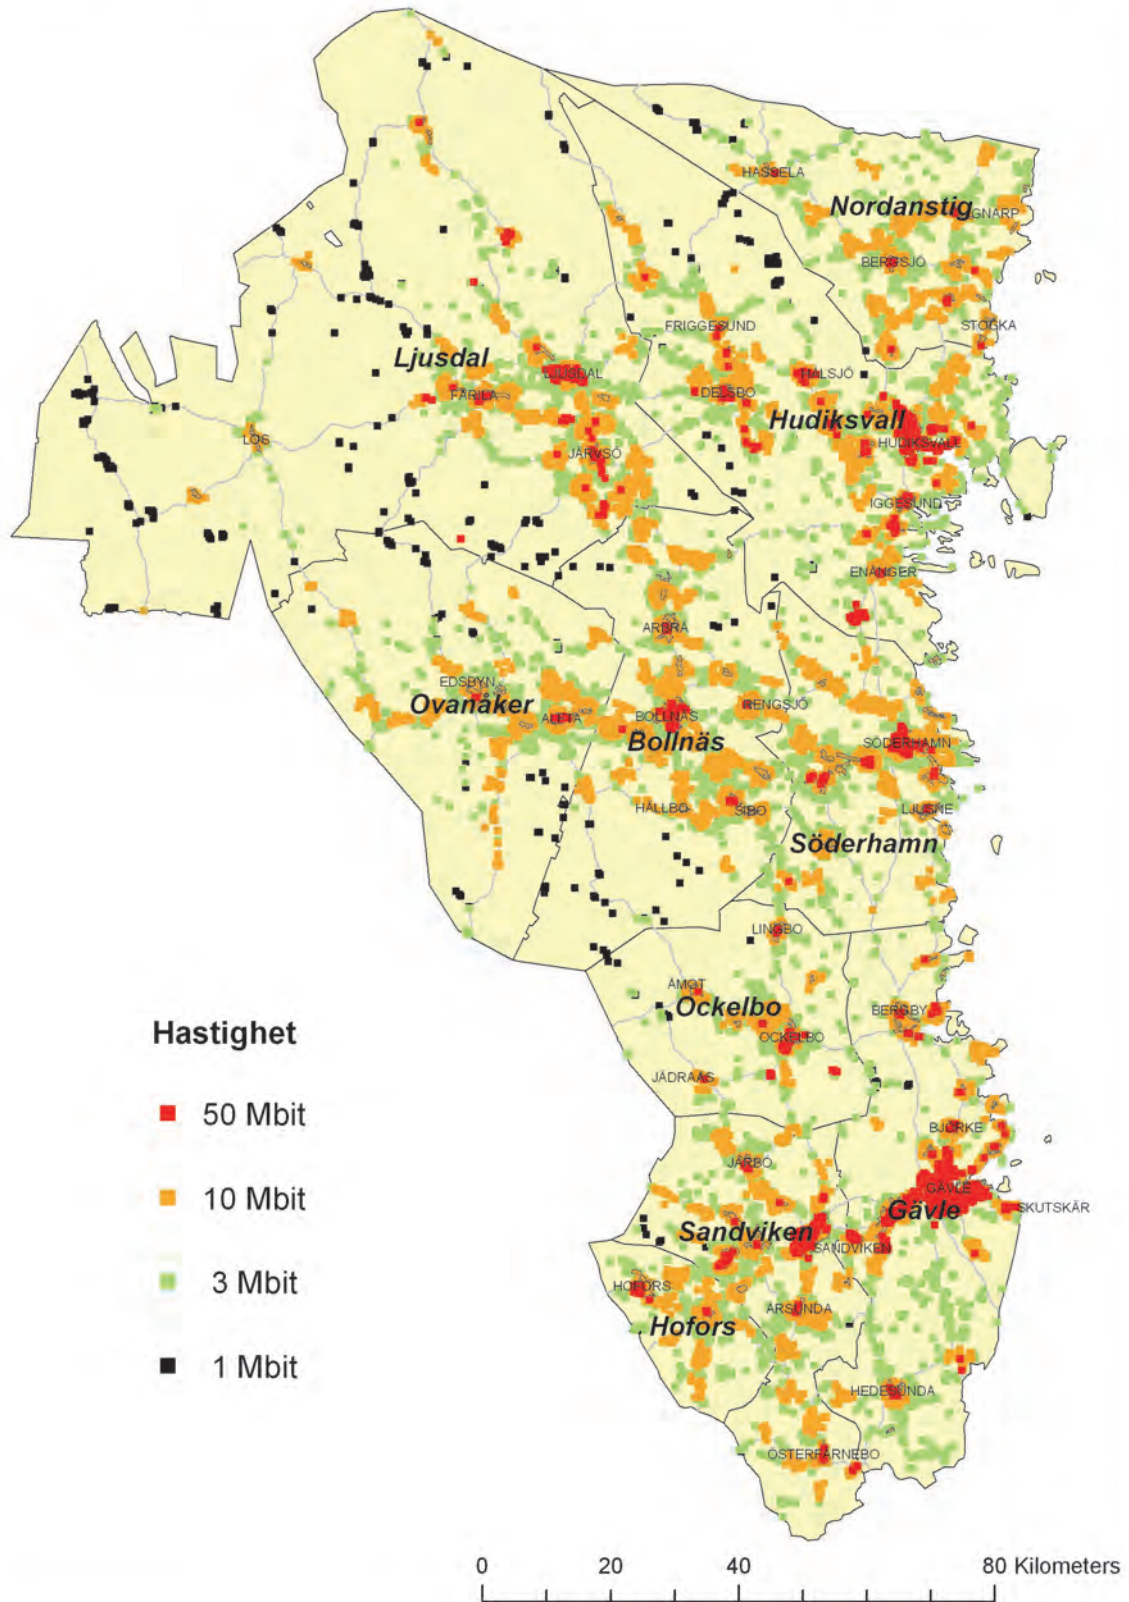 HASSELA
Nordanstig
GNARP
BERGSJÖ
STOCKA
FRIGGESUND
Ljusdal
LJUSDAL
FÄRILA
DELSBO
Hudiksvall
HUDIKSVALL
LOS
JÄRVSÖ
IGGESUND
ENÅNGER
ARBRÅ
EDSBYN
Ovanåker
ALFTA
RENGSJÖ
BOLLNÄS
Bollnäs
SÖDERHAMN
HÄLLBO
SIBO
LJUSNE
Söderhamn
LINGBO
ÅMOT
Ockelbo
BERGBY
OCKELBO
JÄDRAÅS
BJÖRKE
JÄRBO
GÄVLE
Gävle
SKUTSKÄR
Sandviken
SANDVIKEN
HOFORS
ÅRSUNDA
Hofors
HEDESUNDA
ÖSTERFÄRNEBO
Hastighet
50 Mbit
10 Mbit
3 Mbit
1 Mbit
0 20 40 80 Kilometers